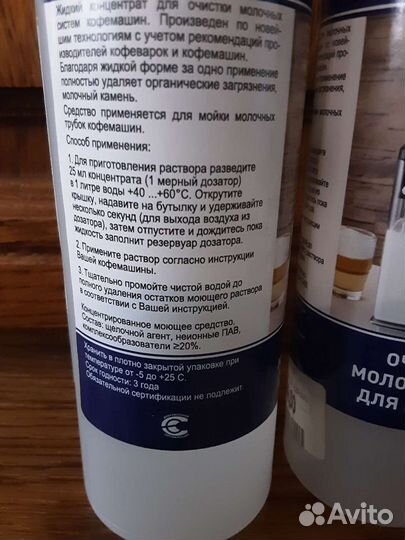 Жидкий концентрат для очистки молочных
систем кофемашин. Произведен по новей-
шим технологиям с учетом рекомендаций про-
изводителей кофеварок и кофемашин.
Благодаря жидкой форме за одно применение
полностью удаляет органические загрязнения,
молочный камень.
Средство применяется для мойки молочных
трубок кофемашин.
Способ применения:
1. Для приготовления раствора разведите
25 мл концентрата (1 мерный дозатор)
в 1 литре воды +40 ...+60°С. Открутите
крышку, надавите на бутылку и удерживайте
несколько секунд (для выхода воздуха из
дозатора), затем отпустите и дождитесь пока
жидкость заполнит резервуар дозатора.
2. Примените раствор согласно инструкции
Вашей кофемашины.
3. Тщательно промойте чистой водой до
полного удаления остатков моющего раствора
в соответствии с Вашей инструкцией.
Концентрированное моющее средство.
Состав: щелочной агент, неионные ПАВ,
комплексообразователи ≥20%.
Хранить в плотно закрытой упаковке при
температуре от -5 до +25 С.
Срок годности: 3 года
Обязательной сертификации не подлежит.
ОЧ
МОЛО
ДЛЯ
Avito